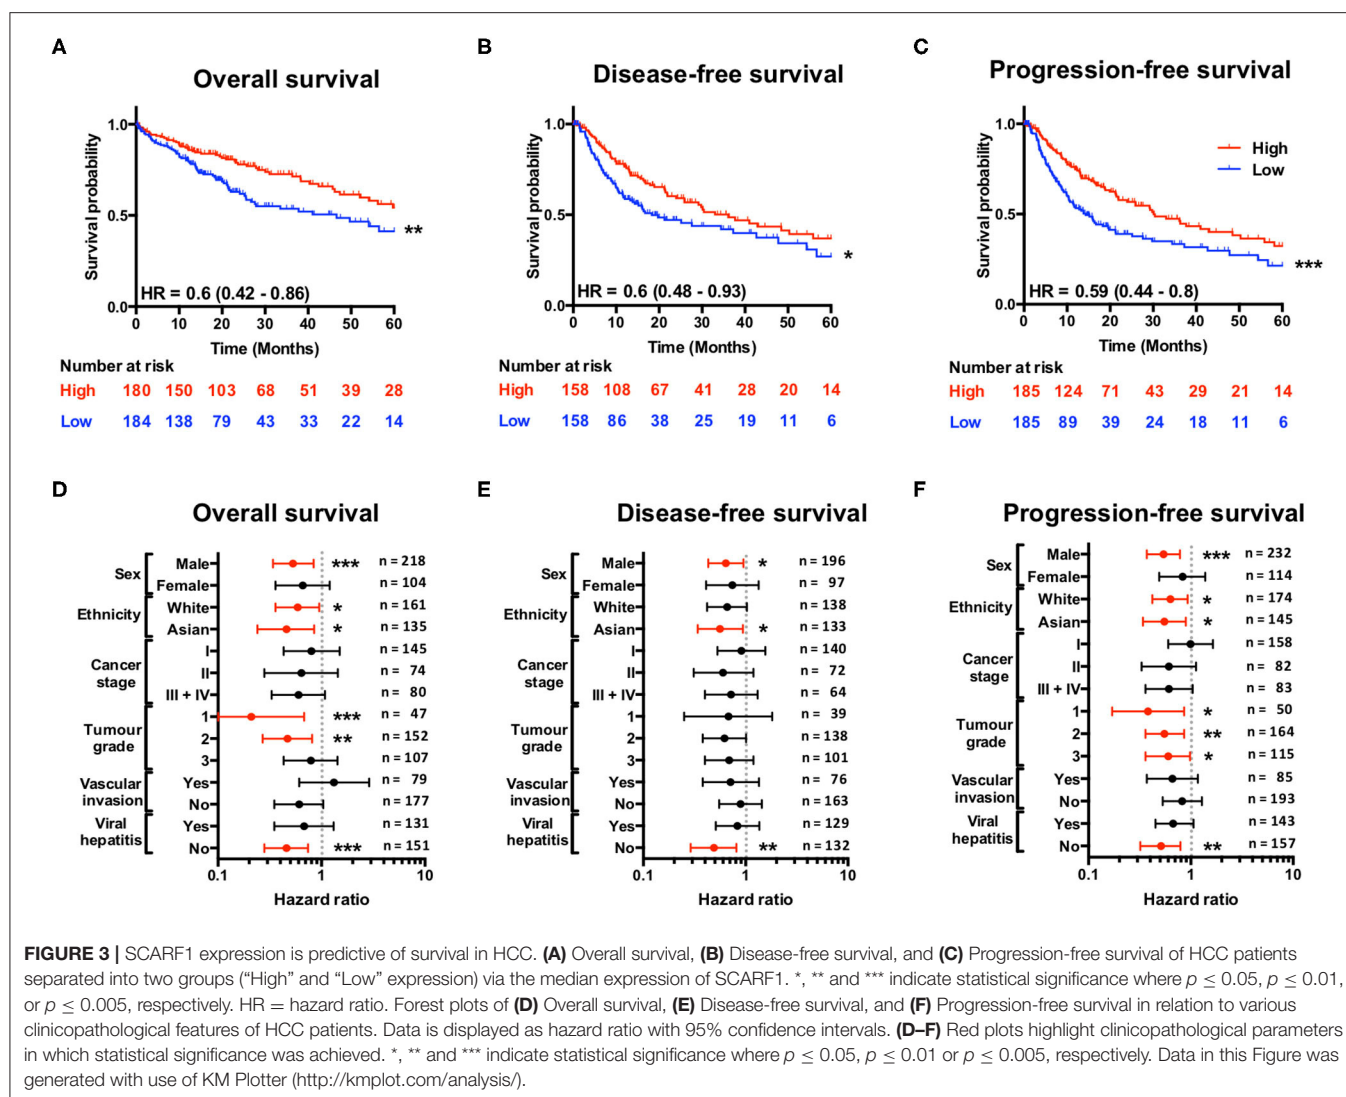 A
Overall survival
Survival probability
1.0
0.5
0.0
**
HR = 0.6 (0.42 - 0.86)
0 10 20 30 40 50 60
Time (Months)
Number at risk
High 180 150 103 68 51 39 28
Low 184 138 79 43 33 22 14
B
Disease-free survival
Survival probability
1.0
0.5
0.0
*
HR = 0.6 (0.48 - 0.93)
0 10 20 30 40 50 60
Time (Months)
Number at risk
High 158 108 67 41 28 20 14
Low 158 86 38 25 19 11 6
C
Progression-free survival
Survival probability
1.0
0.5
0.0
High
Low
***
HR = 0.59 (0.44 - 0.8)
0 10 20 30 40 50 60
Time (Months)
Number at risk
High 185 124 71 43 29 21 14
Low 185 89 39 24 18 11 6
D
Overall survival
Sex
Male *** n = 218
Female n = 104
Ethnicity
White * n = 161
Asian * n = 135
Cancer stage
I n = 145
II n = 74
III + IV n = 80
Tumour grade
1 *** n = 47
2 ** n = 152
3 n = 107
Vascular invasion
Yes n = 79
No n = 177
Viral hepatitis
Yes n = 131
No *** n = 151
0.1 1 10
Hazard ratio
E
Disease-free survival
Sex
Male * n = 196
Female n = 97
Ethnicity
White n = 138
Asian * n = 133
Cancer stage
I n = 140
II n = 72
III + IV n = 64
Tumour grade
1 n = 39
2 n = 138
3 n = 101
Vascular invasion
Yes n = 76
No n = 163
Viral hepatitis
Yes n = 129
No ** n = 132
0.1 1 10
Hazard ratio
F
Progression-free survival
Sex
Male *** n = 232
Female n = 114
Ethnicity
White * n = 174
Asian * n = 145
Cancer stage
I n = 158
II n = 82
III + IV n = 83
Tumour grade
1 * n = 50
2 ** n = 164
3 * n = 115
Vascular invasion
Yes n = 85
No n = 193
Viral hepatitis
Yes n = 143
No ** n = 157
0.1 1 10
Hazard ratio
FIGURE 3 | SCARF1 expression is predictive of survival in HCC. (A) Overall survival, (B) Disease-free survival, and (C) Progression-free survival of HCC patients
separated into two groups (“High” and “Low” expression) via the median expression of SCARF1. *, ** and *** indicate statistical significance where p ≤ 0.05, p ≤ 0.01,
or p ≤ 0.005, respectively. HR = hazard ratio. Forest plots of (D) Overall survival, (E) Disease-free survival, and (F) Progression-free survival in relation to various
clinicopathological features of HCC patients. Data is displayed as hazard ratio with 95% confidence intervals. (D–F) Red plots highlight clinicopathological parameters
in which statistical significance was achieved. *, ** and *** indicate statistical significance where p ≤ 0.05, p ≤ 0.01 or p ≤ 0.005, respectively. Data in this Figure was
generated with use of KM Plotter (http://kmplot.com/analysis/).